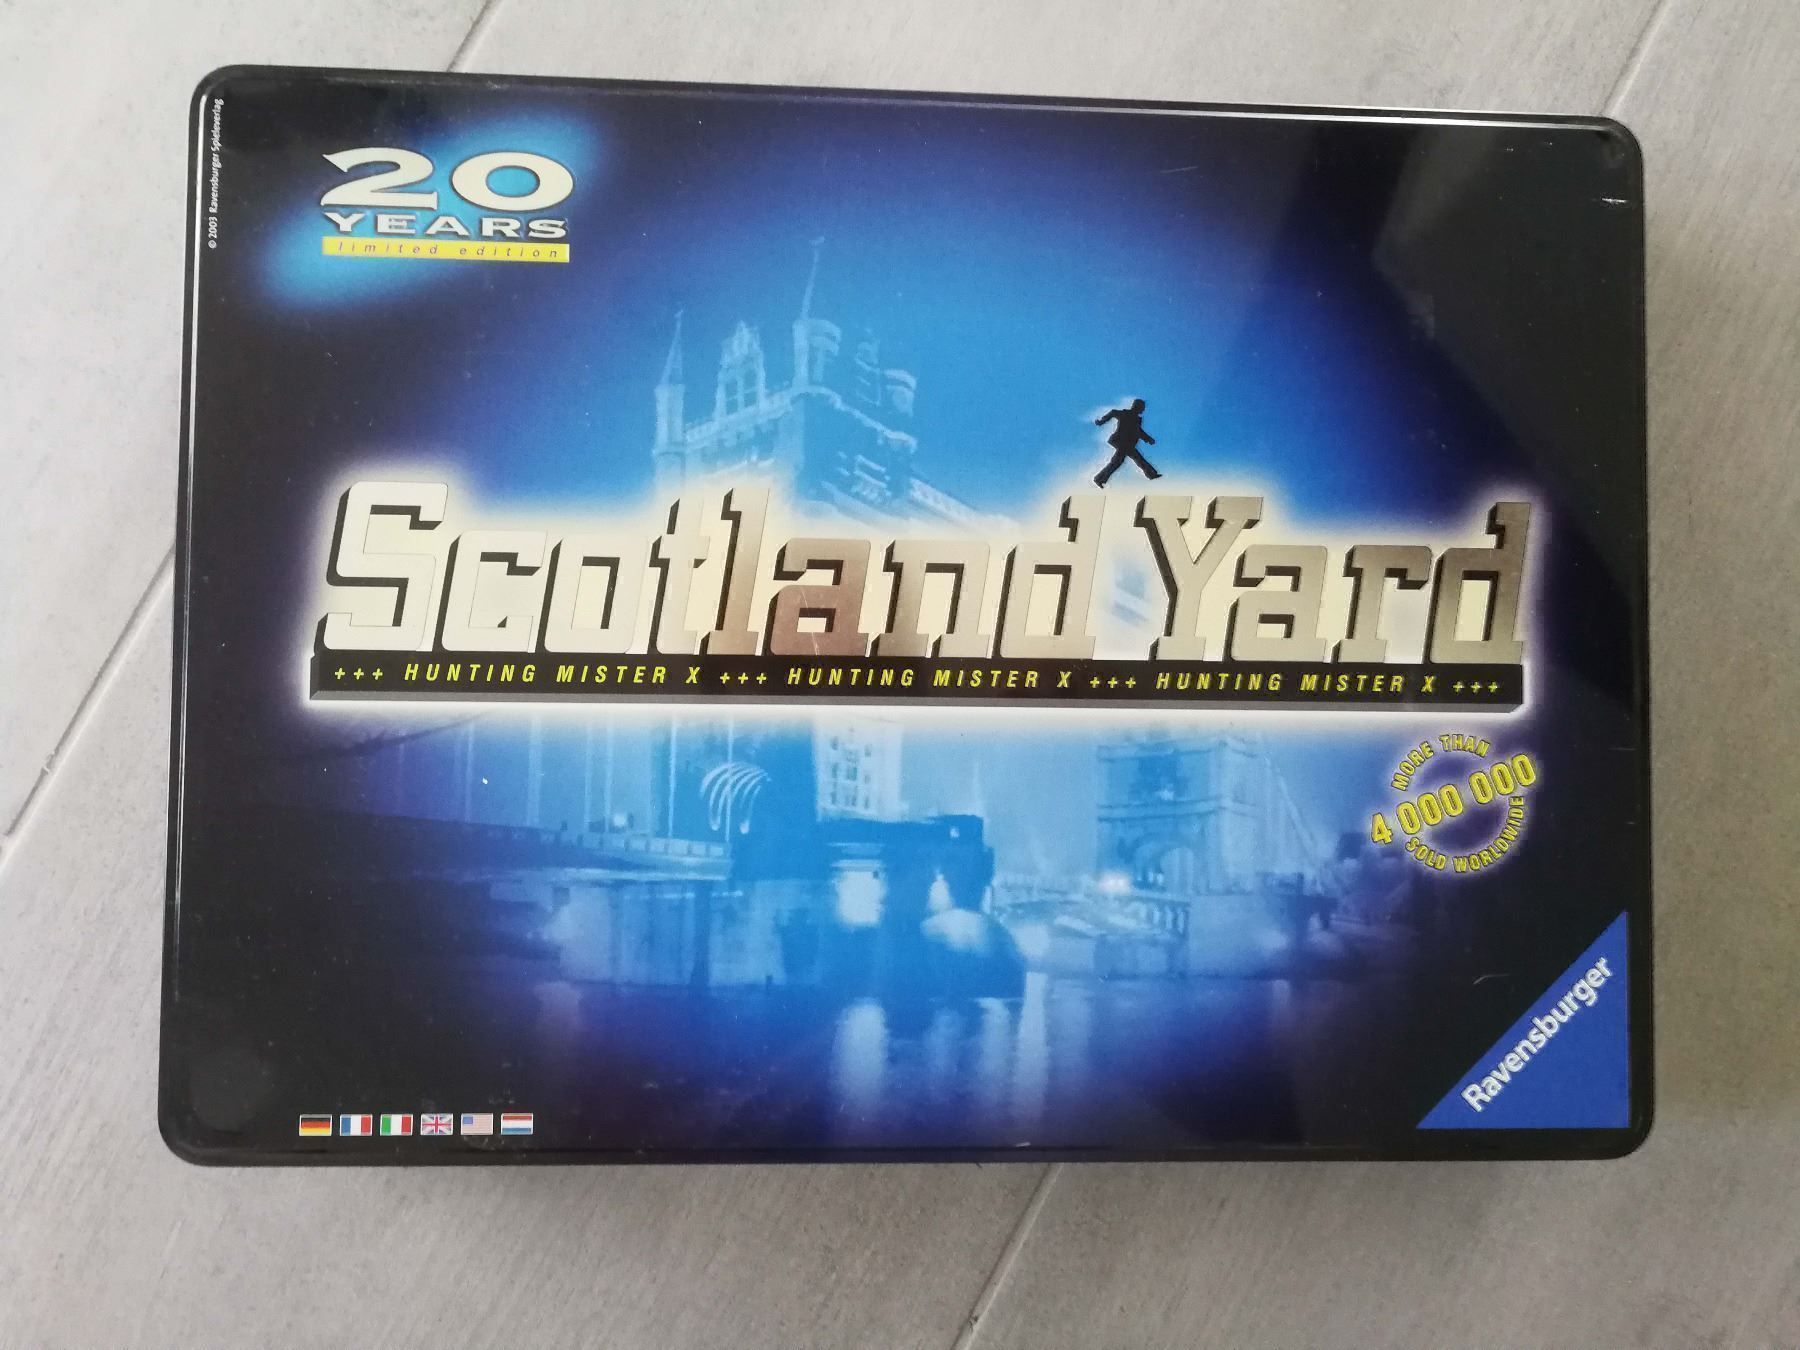 © 2003 Ravensburger Spieleverlag
20
YEARS
limited edition
Scotland Yard
+++ HUNTING MISTER X +++ HUNTING MISTER X +++ HUNTING MISTER X +++
MORE THAN
4 000 000
SOLD WORLDWIDE
Ravensburger